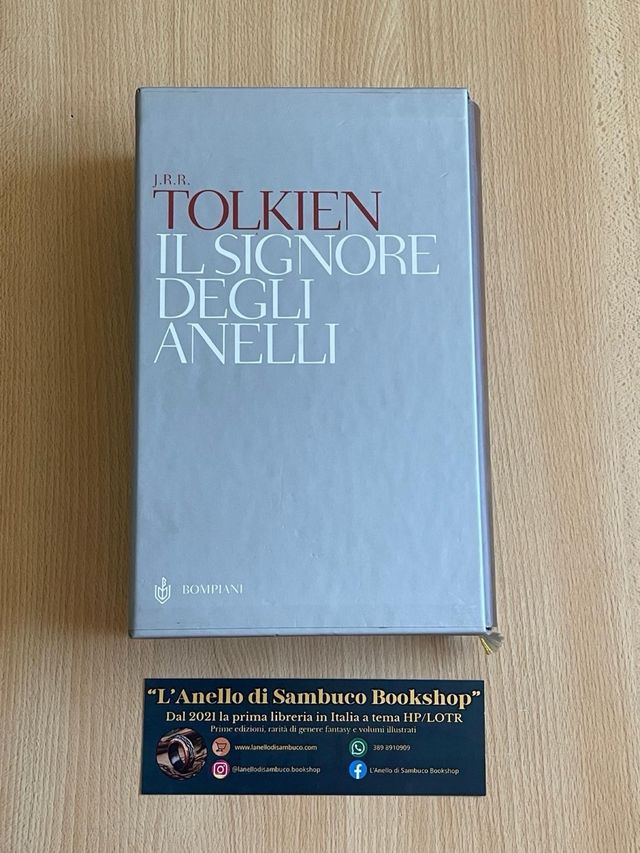 J.R.R.
TOLKIEN
IL SIGNORE
DEGLI
ANELLI
BOMPIANI
“L’Anello di Sambuco Bookshop”
Dal 2021 la prima libreria in Italia a tema HP/LOTR
Prime edizioni, rarità di genere fantasy e volumi illustrati
www.lanellodisambuco.com
389 8910909
@lanellodisambuco.bookshop
L'Anello di Sambuco Bookshop